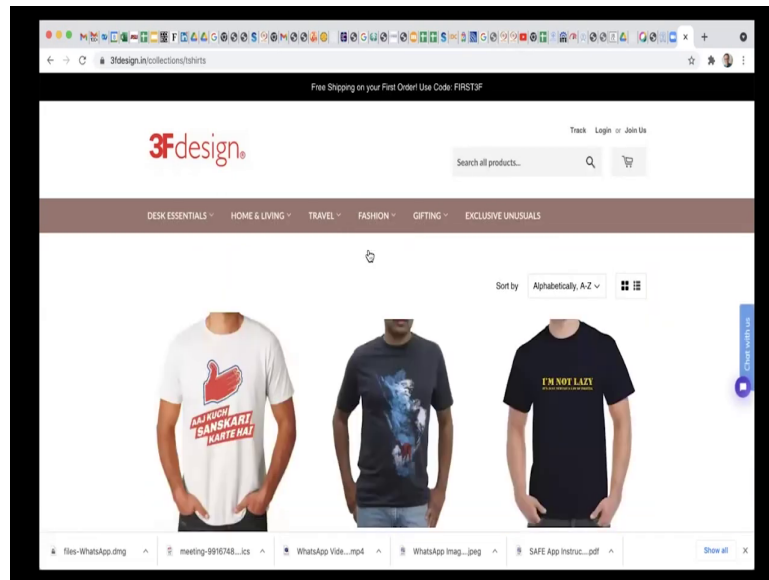 3fdesign.in/collections/tshirts
Free Shipping on your First Order! Use Code: FIRST3F
Track Login or Join Us
3Fdesign®
Search all products...
DESK ESSENTIALS HOME & LIVING TRAVEL FASHION GIFTING EXCLUSIVE UNUSUALS
Sort by Alphabetically, A-Z
Chat with us
AAJ KUCH
SANSKARI
KARTE HAI
I'M NOT LAZY
files-WhatsApp.dmg meeting-9916748....ics WhatsApp Vide....mp4 WhatsApp Imag....jpeg SAFE App Instruc....pdf Show all